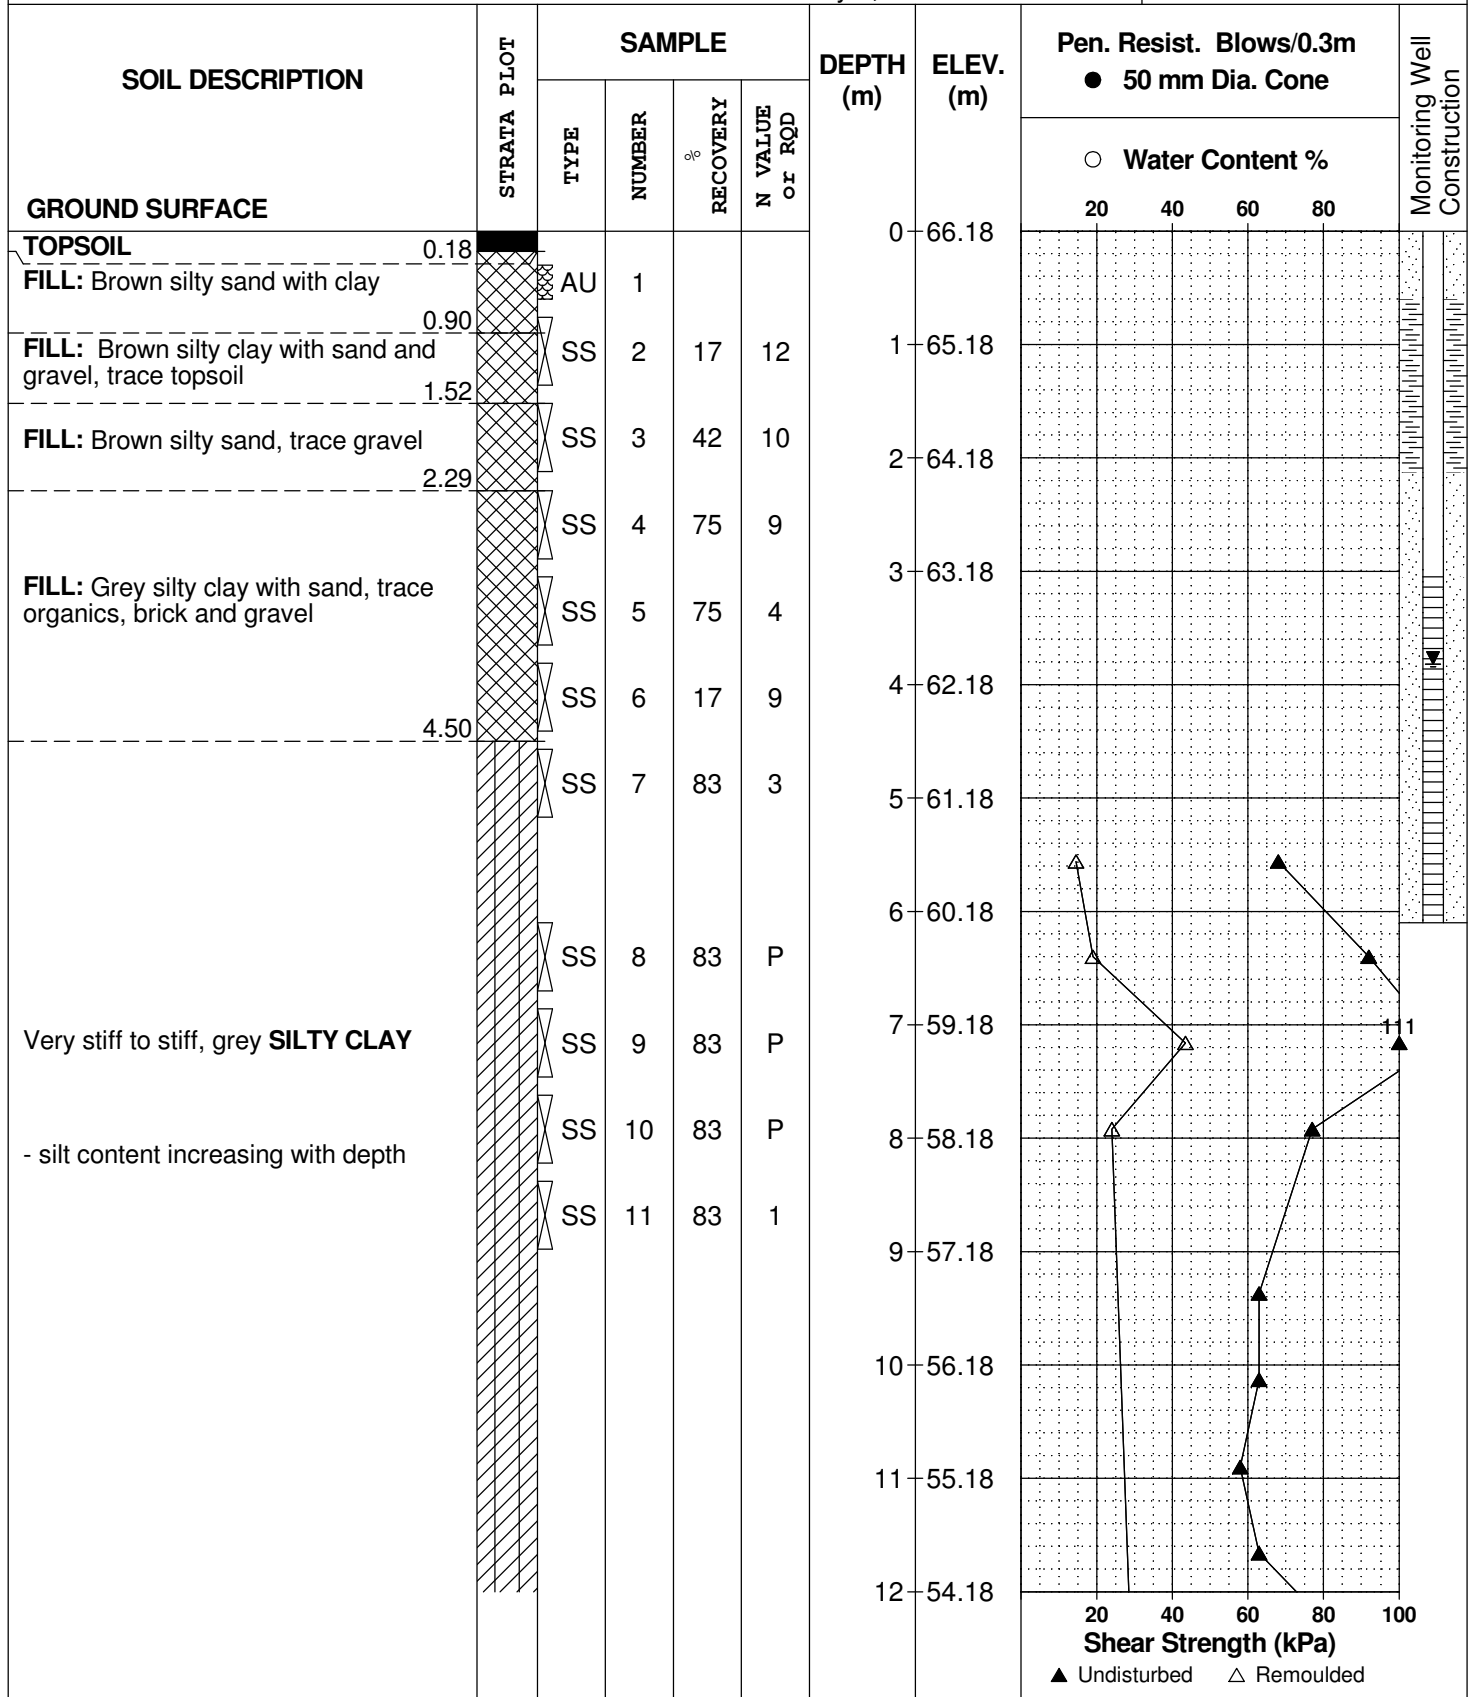 SOIL DESCRIPTION
GROUND SURFACE
STRATA PLOT
SAMPLE
TYPE
NUMBER
% RECOVERY
N VALUE or RQD
DEPTH (m)
ELEV. (m)
Pen. Resist. Blows/0.3m
● 50 mm Dia. Cone
○ Water Content %
20 40 60 80
Monitoring Well Construction
TOPSOIL 0.18
0 66.18
FILL: Brown silty sand with clay
AU 1
0.90
FILL: Brown silty clay with sand and
gravel, trace topsoil
1.52
SS 2 17 12
1 65.18
FILL: Brown silty sand, trace gravel
SS 3 42 10
2 64.18
2.29
SS 4 75 9
3 63.18
FILL: Grey silty clay with sand, trace
organics, brick and gravel
SS 5 75 4
4 62.18
SS 6 17 9
4.50
SS 7 83 3
5 61.18
6 60.18
SS 8 83 P
7 59.18
111
Very stiff to stiff, grey SILTY CLAY
SS 9 83 P
SS 10 83 P
8 58.18
- silt content increasing with depth
SS 11 83 1
9 57.18
10 56.18
11 55.18
12 54.18
20 40 60 80 100
Shear Strength (kPa)
▲ Undisturbed △ Remoulded